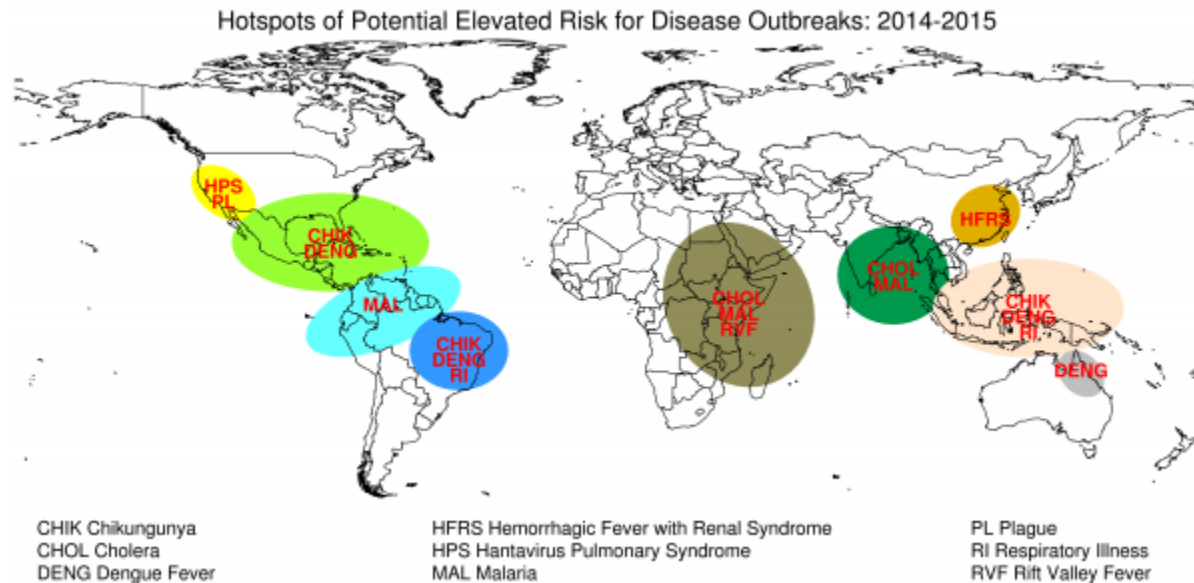 Hotspots of Potential Elevated Risk for Disease Outbreaks: 2014-2015
HPS
PL
CHIK
DENG
MAL
CHIK
DENG
RI
CHOL
MAL
RVF
CHOL
MAL
HFRS
CHIK
DENG
RI
DENG
CHIK Chikungunya
CHOL Cholera
DENG Dengue Fever
HFRS Hemorrhagic Fever with Renal Syndrome
HPS Hantavirus Pulmonary Syndrome
MAL Malaria
PL Plague
RI Respiratory Illness
RVF Rift Valley Fever